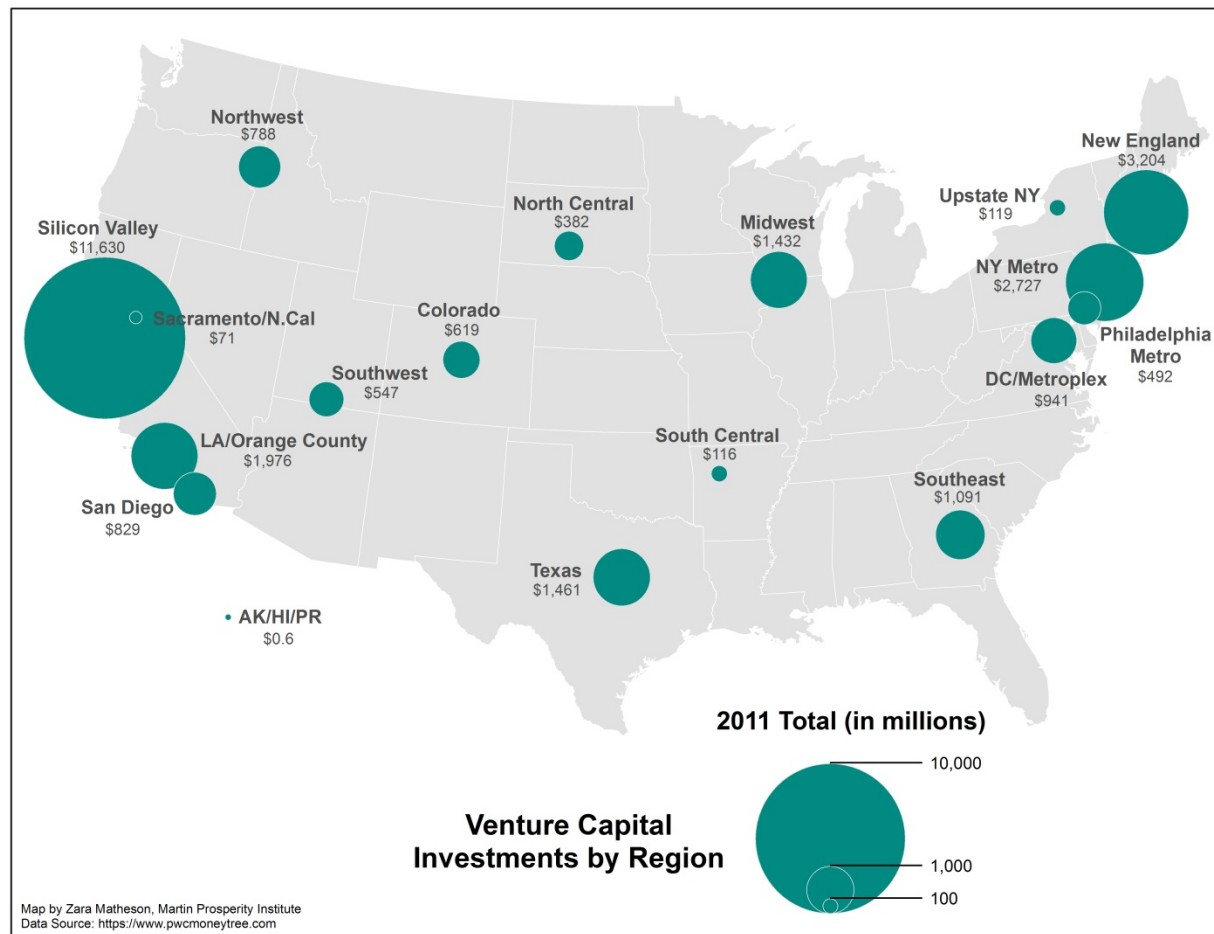 Northwest
$788
New England
$3,204
Upstate NY
$119
North Central
$382
Midwest
$1,432
Silicon Valley
$11,630
NY Metro
$2,727
Sacramento/N.Cal
$71
Colorado
$619
Philadelphia
Metro
$492
Southwest
$547
DC/Metroplex
$941
LA/Orange County
$1,976
South Central
$116
San Diego
$829
Southeast
$1,091
Texas
$1,461
AK/HI/PR
$0.6
2011 Total (in millions)
10,000
1,000
100
Venture Capital
Investments by Region
Map by Zara Matheson, Martin Prosperity Institute
Data Source: https://www.pwcmoneytree.com